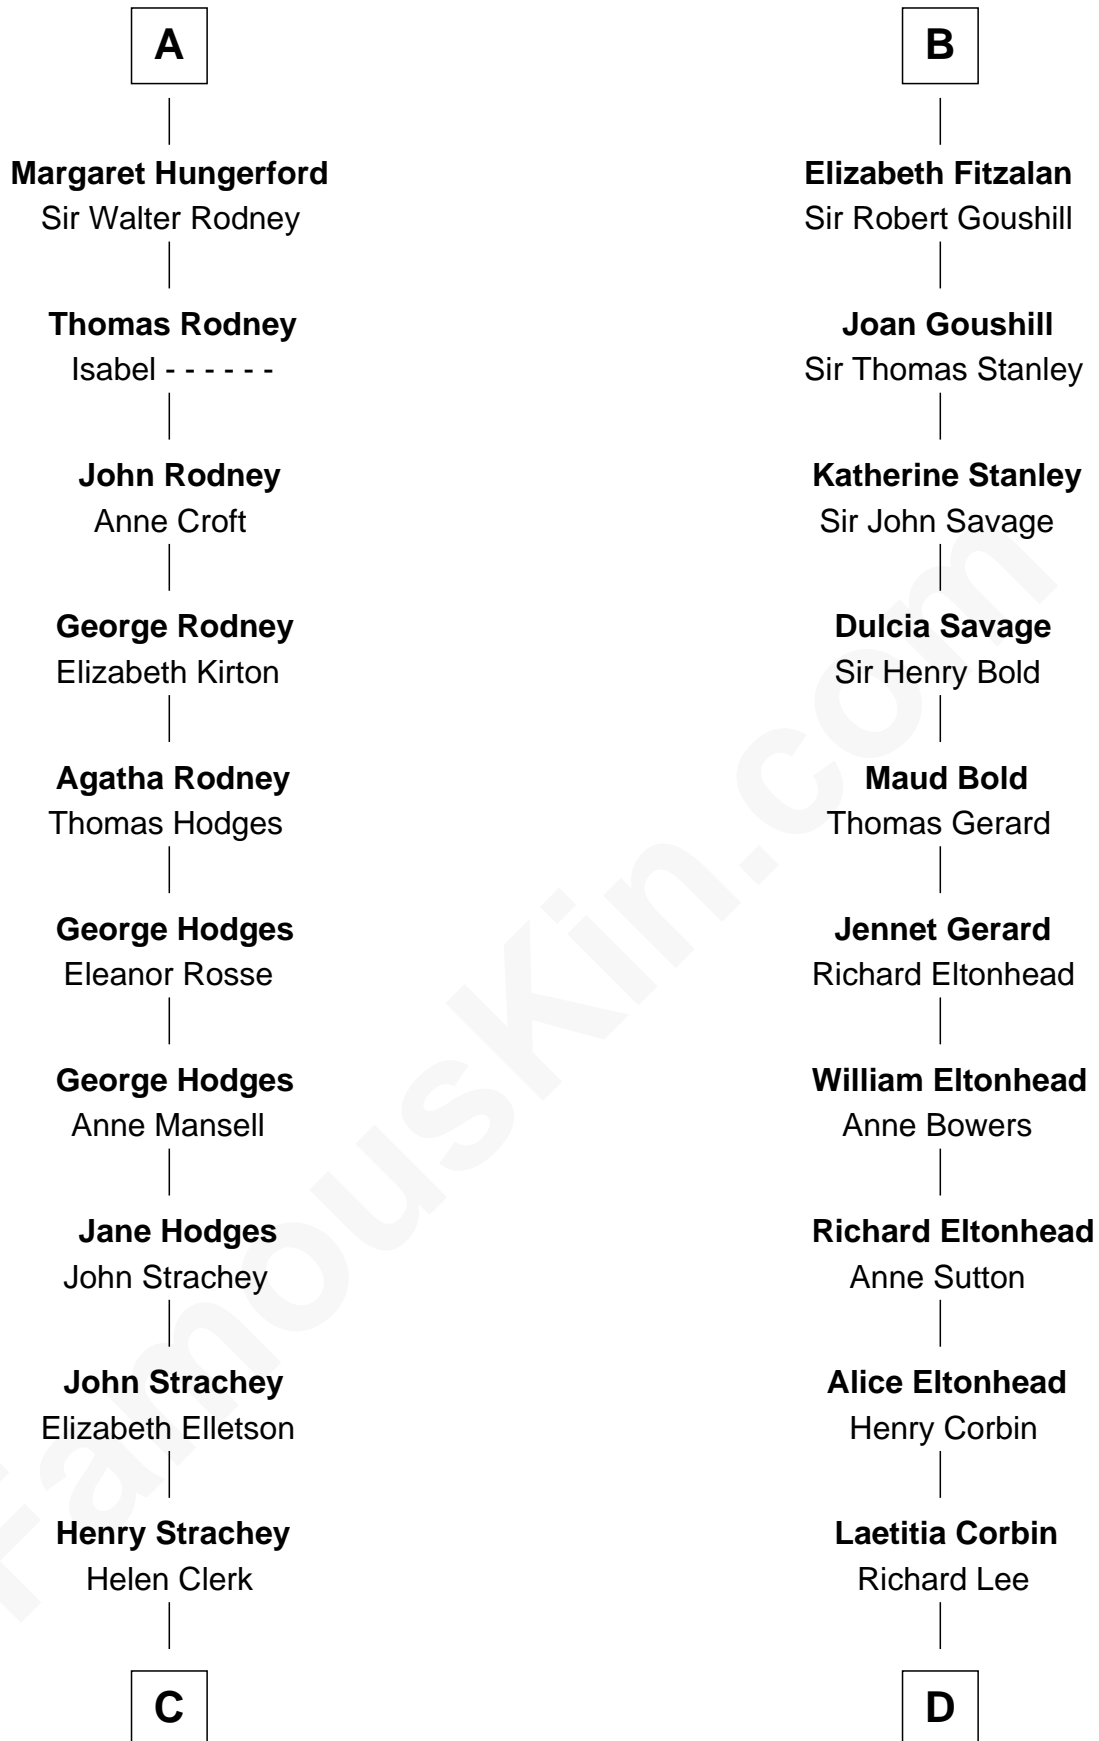 A
Margaret Hungerford
Sir Walter Rodney
Thomas Rodney
Isabel - - - - - -
John Rodney
Anne Croft
George Rodney
Elizabeth Kirton
Agatha Rodney
Thomas Hodges
George Hodges
Eleanor Rosse
George Hodges
Anne Mansell
Jane Hodges
John Strachey
John Strachey
Elizabeth Elletson
Henry Strachey
Helen Clerk
C
B
Elizabeth Fitzalan
Sir Robert Goushill
Joan Goushill
Sir Thomas Stanley
Katherine Stanley
Sir John Savage
Dulcia Savage
Sir Henry Bold
Maud Bold
Thomas Gerard
Jennet Gerard
Richard Eltonhead
William Eltonhead
Anne Bowers
Richard Eltonhead
Anne Sutton
Alice Eltonhead
Henry Corbin
Laetitia Corbin
Richard Lee
D
FamousKin.com